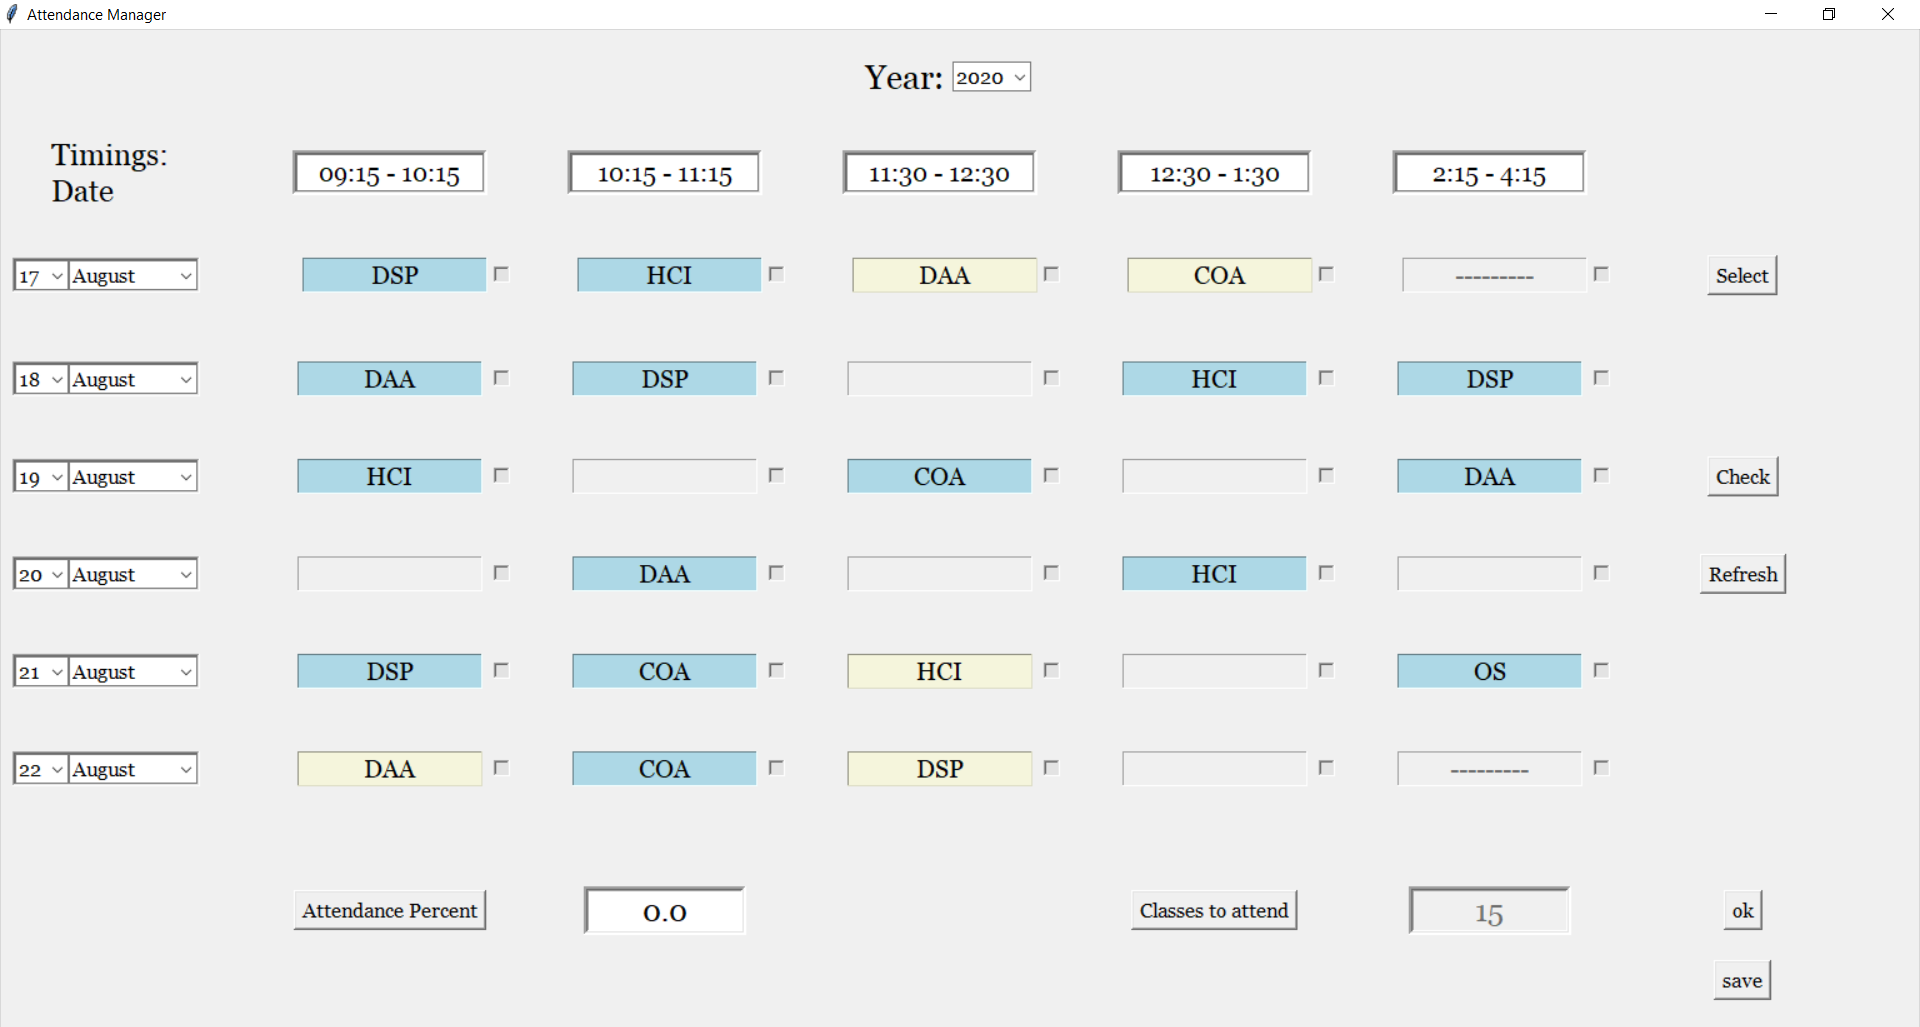 Attendance Manager
Year: 2020
Timings:
Date
09:15 - 10:15 10:15 - 11:15 11:30 - 12:30 12:30 - 1:30 2:15 - 4:15
17 August DSP HCI DAA COA --------- Select
18 August DAA DSP HCI DSP
19 August HCI COA DAA Check
20 August DAA HCI Refresh
21 August DSP COA HCI OS
22 August DAA COA DSP ---------
Attendance Percent 0.0 Classes to attend 15 ok
save